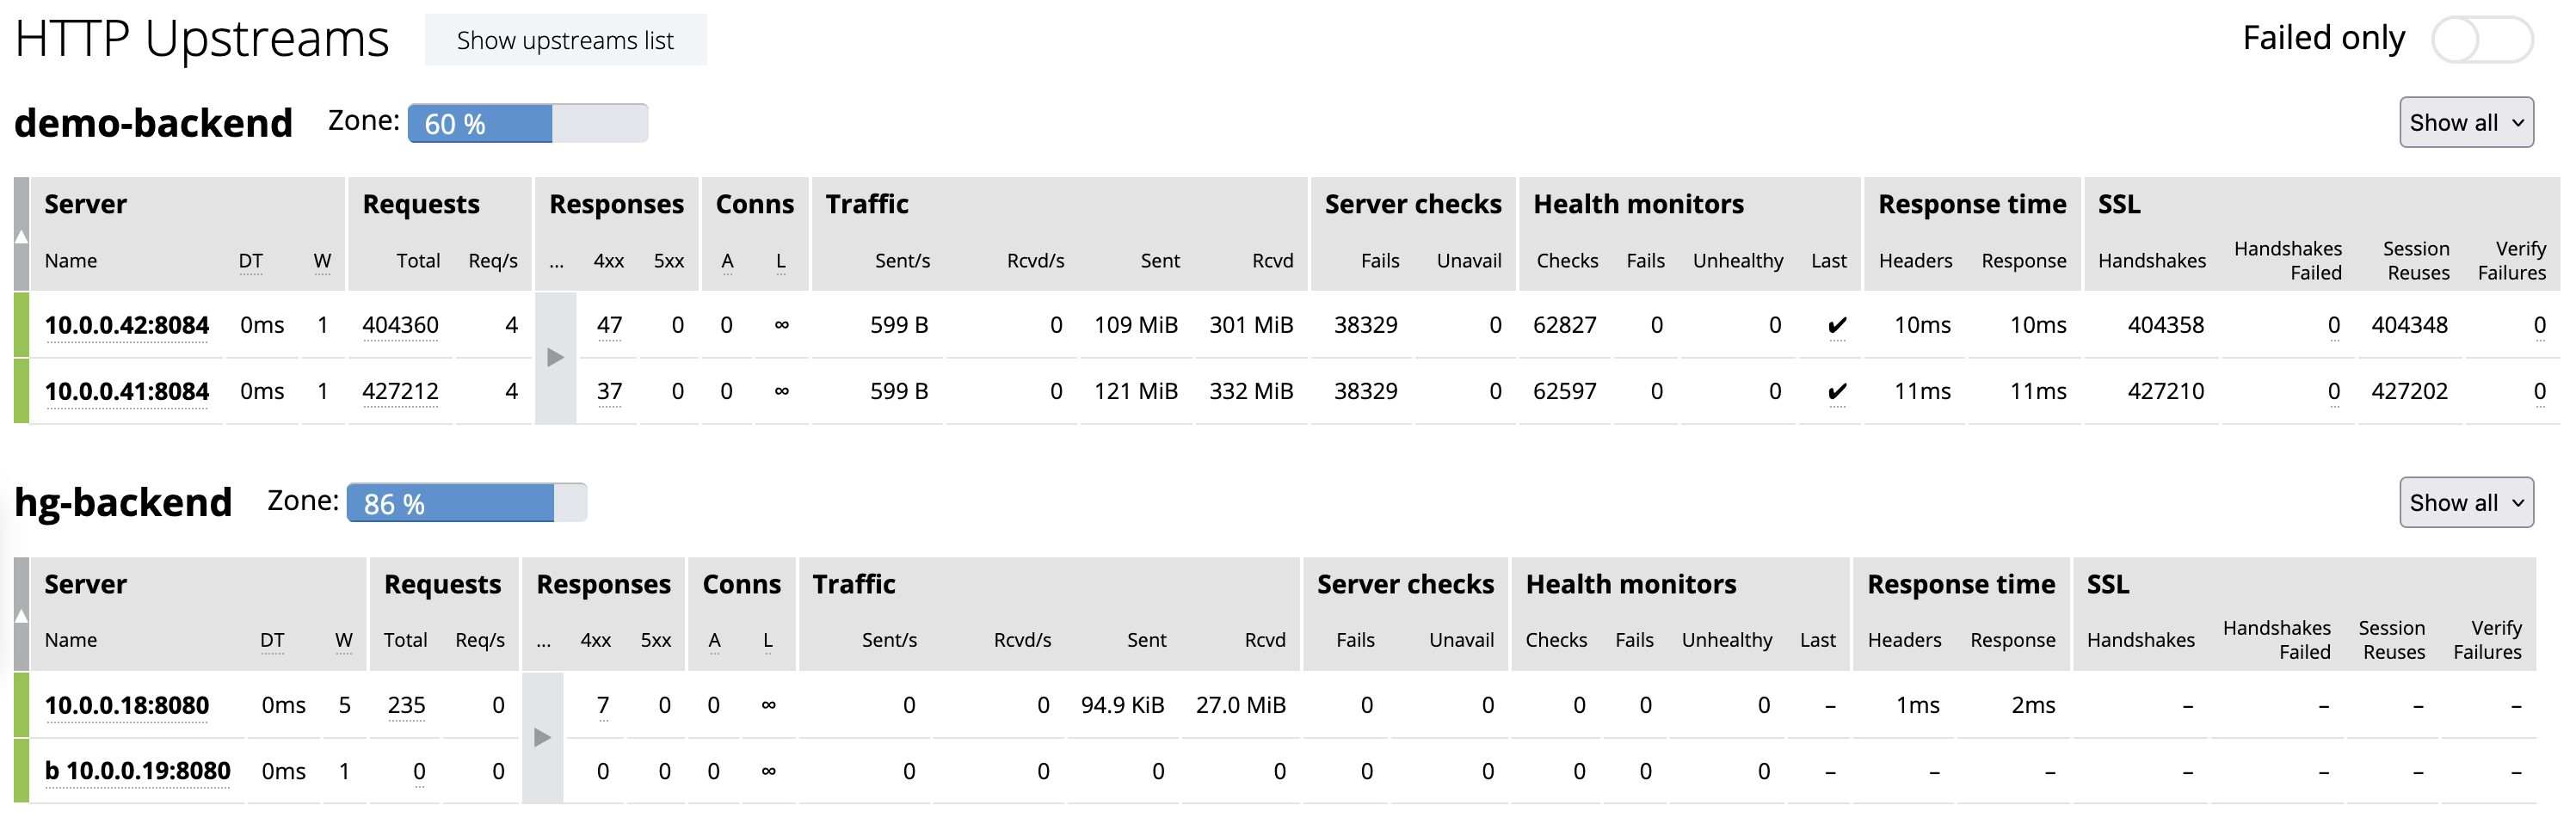 HTTP Upstreams Show upstreams list Failed only
demo-backend Zone: 60 % Show all
Server Requests Responses Conns Traffic Server checks Health monitors Response time SSL
Name DT W Total Req/s ... 4xx 5xx A L Sent/s Rcvd/s Sent Rcvd Fails Unavail Checks Fails Unhealthy Last Headers Response Handshakes Handshakes Failed Session Reuses Verify Failures
10.0.0.42:8084 0ms 1 404360 4 ▶ 47 0 0 ∞ 599 B 0 109 MiB 301 MiB 38329 0 62827 0 0 ✔ 10ms 10ms 404358 0 404348 0
10.0.0.41:8084 0ms 1 427212 4 37 0 0 ∞ 599 B 0 121 MiB 332 MiB 38329 0 62597 0 0 ✔ 11ms 11ms 427210 0 427202 0
hg-backend Zone: 86 % Show all
Server Requests Responses Conns Traffic Server checks Health monitors Response time SSL
Name DT W Total Req/s ... 4xx 5xx A L Sent/s Rcvd/s Sent Rcvd Fails Unavail Checks Fails Unhealthy Last Headers Response Handshakes Handshakes Failed Session Reuses Verify Failures
10.0.0.18:8080 0ms 5 235 0 ▶ 7 0 0 ∞ 0 0 94.9 KiB 27.0 MiB 0 0 0 0 0 – 1ms 2ms – – – –
b 10.0.0.19:8080 0ms 1 0 0 0 0 0 ∞ 0 0 0 0 0 0 0 0 0 – – – – – – –